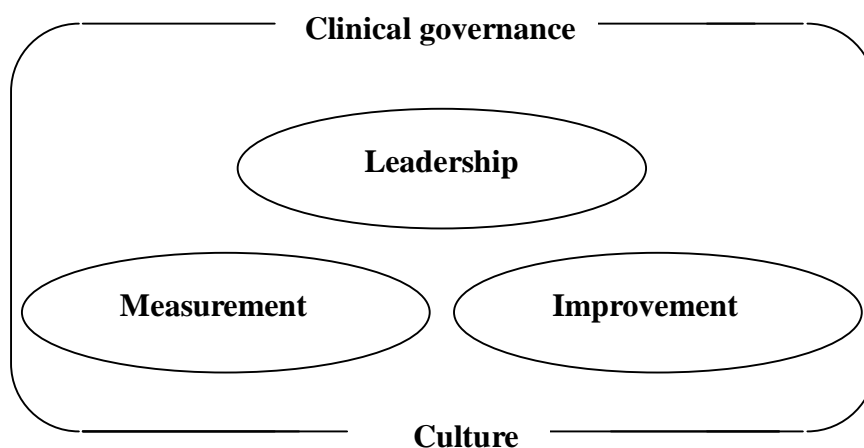 Clinical governance
Leadership
Measurement
Improvement
Culture